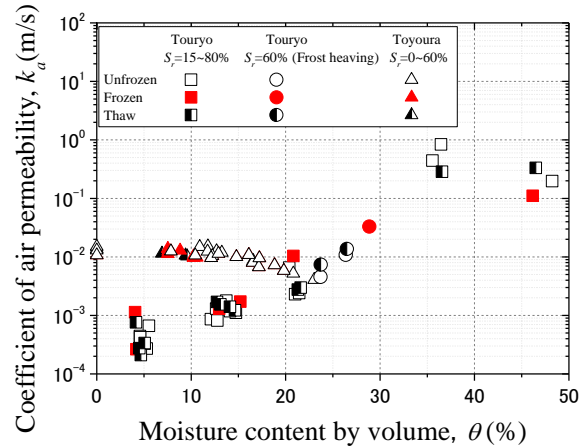 Touryo Touryo Toyoura
S_r=15~80% S_r=60% (Frost heaving) S_r=0~60%
Unfrozen
Frozen
Thaw
10^2
10^1
10^0
10^-1
10^-2
10^-3
10^-4
0 10 20 30 40 50
Coefficient of air permeability, k_a(m/s)
Moisture content by volume, θ(%)